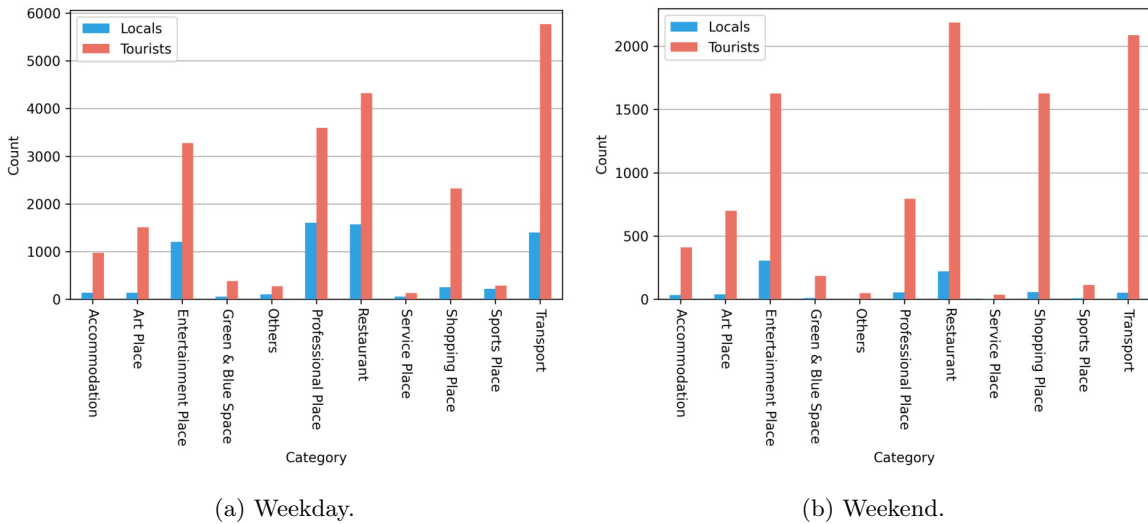 6000
5000
4000
3000
2000
1000
0
Count
Locals
Tourists
Accommodation
Art Place
Entertainment Place
Green & Blue Space
Others
Professional Place
Restaurant
Service Place
Shopping Place
Sports Place
Transport
Category
(a) Weekday.
2000
1500
1000
500
0
Count
Locals
Tourists
Accommodation
Art Place
Entertainment Place
Green & Blue Space
Others
Professional Place
Restaurant
Service Place
Shopping Place
Sports Place
Transport
Category
(b) Weekend.